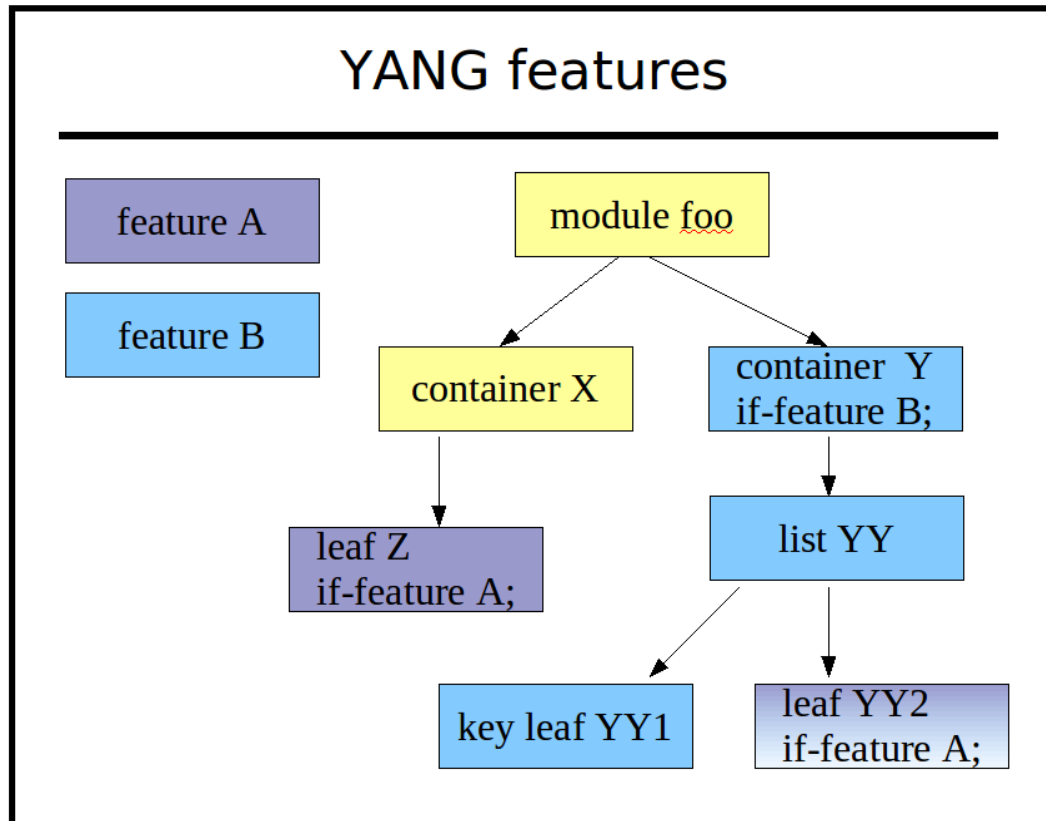 YANG features
feature A
module foo
feature B
container X
container Y
if-feature B;
leaf Z
if-feature A;
list YY
key leaf YY1
leaf YY2
if-feature A;